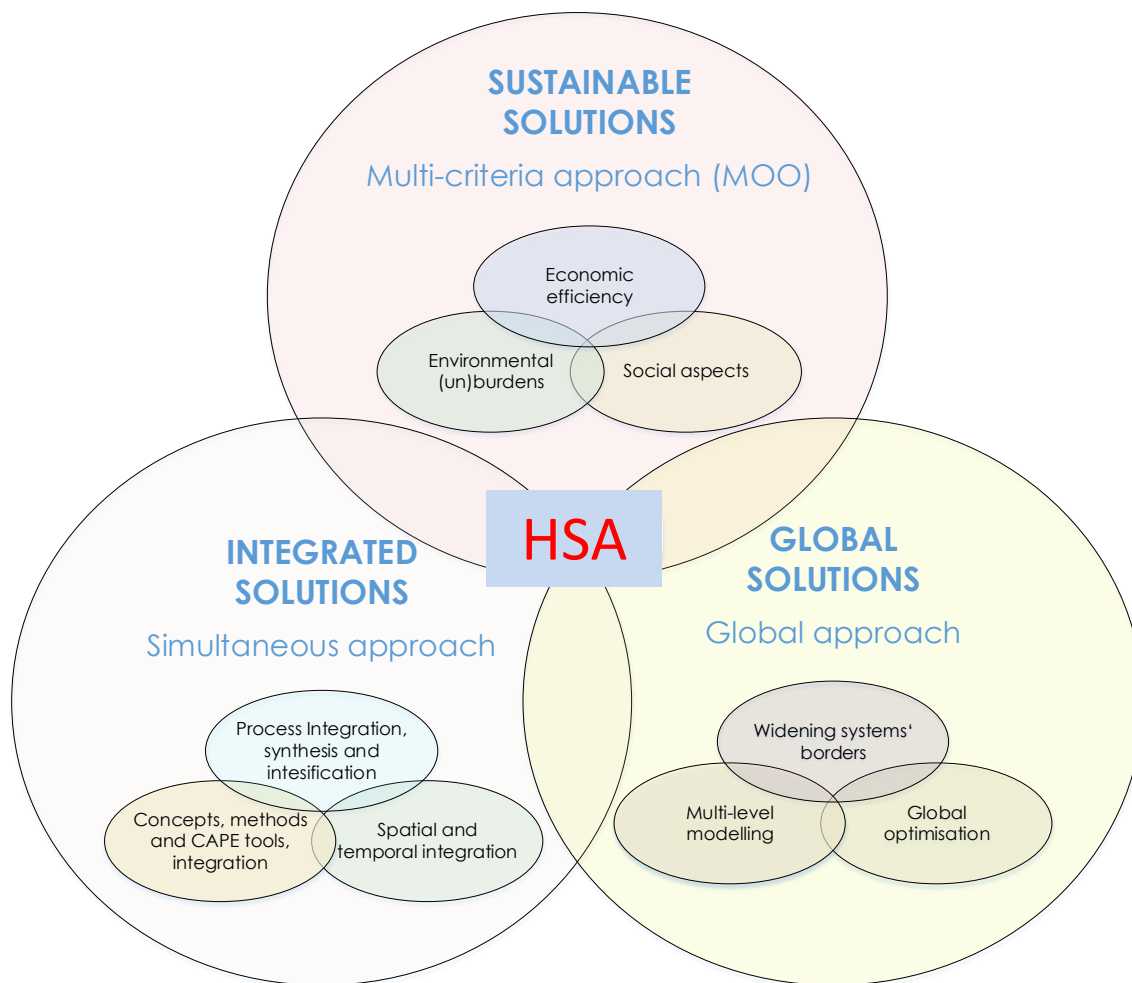 SUSTAINABLE
SOLUTIONS
Multi-criteria approach (MOO)
Economic
efficiency
Environmental
(un)burdens
Social aspects
HSA
INTEGRATED
SOLUTIONS
Simultaneous approach
Process Integration,
synthesis and
intesification
Concepts, methods
and CAPE tools,
integration
Spatial and
temporal integration
GLOBAL
SOLUTIONS
Global approach
Widening systems‘
borders
Multi-level
modelling
Global
optimisation